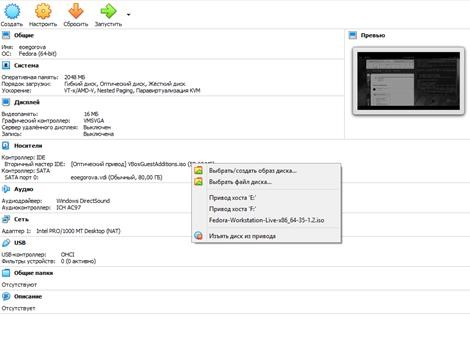 Создать Настроить Сбросить Запустить
Общие
Имя: eoegorova
ОС: Fedora (64-bit)
Система
Оперативная память: 2048 МБ
Порядок загрузки: Гибкий диск, Оптический диск, Жёсткий диск
Ускорение: VT-x/AMD-V, Nested Paging, Паравиртуализация KVM
Дисплей
Видеопамять: 16 МБ
Графический контроллер: VMSVGA
Сервер удалённого дисплея: Выключен
Запись: Выключена
Носители
Контроллер: IDE
Вторичный мастер IDE: [Оптический привод] VBoxGuestAdditions.iso
Контроллер: SATA
SATA порт 0: eoegorova.vdi (Обычный, 80,00 ГБ)
Аудио
Аудиодрайвер: Windows DirectSound
Аудиоконтроллер: ICH AC97
Сеть
Адаптер 1: Intel PRO/1000 MT Desktop (NAT)
USB
USB-контроллер: OHCI
Фильтры устройств: 0 (0 активно)
Общие папки
Отсутствуют
Описание
Отсутствует
Превью
Выбрать/создать образ диска...
Выбрать файл диска...
Привод хоста 'E:'
Привод хоста 'F:'
Fedora-Workstation-Live-x86_64-35-1.2.iso
Изъять диск из привода